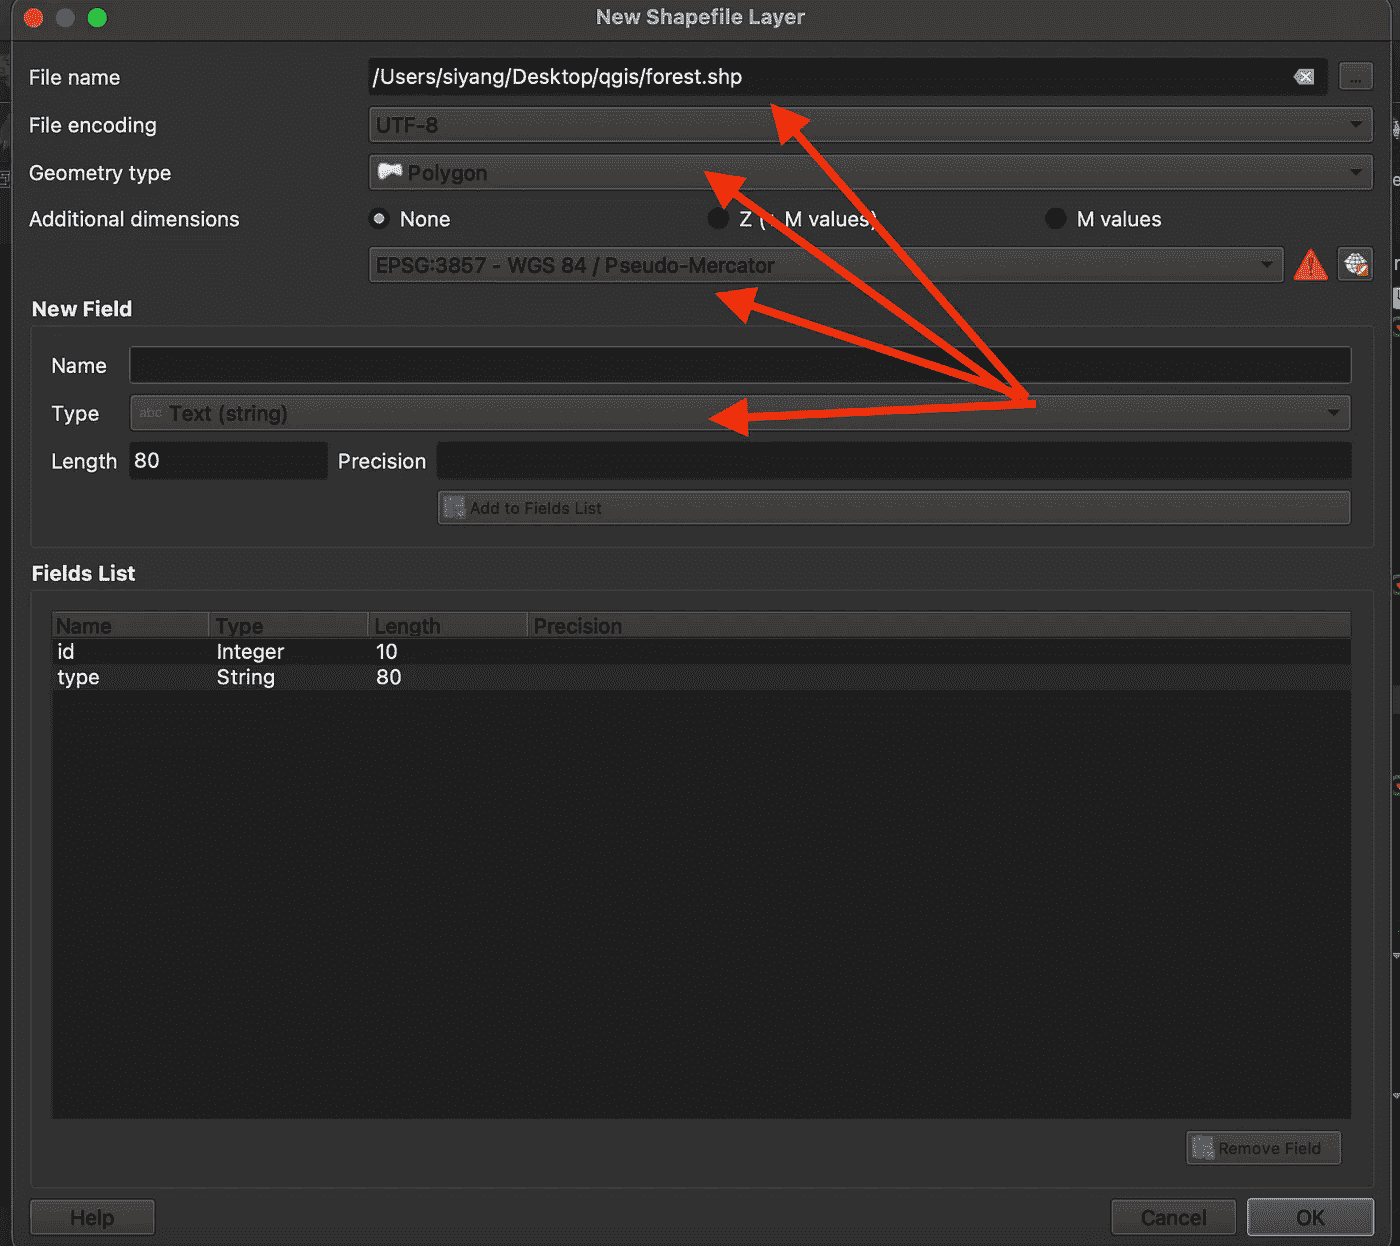 New Shapefile Layer
File name /Users/siyang/Desktop/qgis/forest.shp ...
File encoding UTF-8
Geometry type Polygon
Additional dimensions None Z (+ M values) M values
EPSG:3857 - WGS 84 / Pseudo-Mercator
New Field
Name
Type abc Text (string)
Length 80 Precision
Add to Fields List
Fields List
Name Type Length Precision
id Integer 10
type String 80
Remove Field
Help Cancel OK